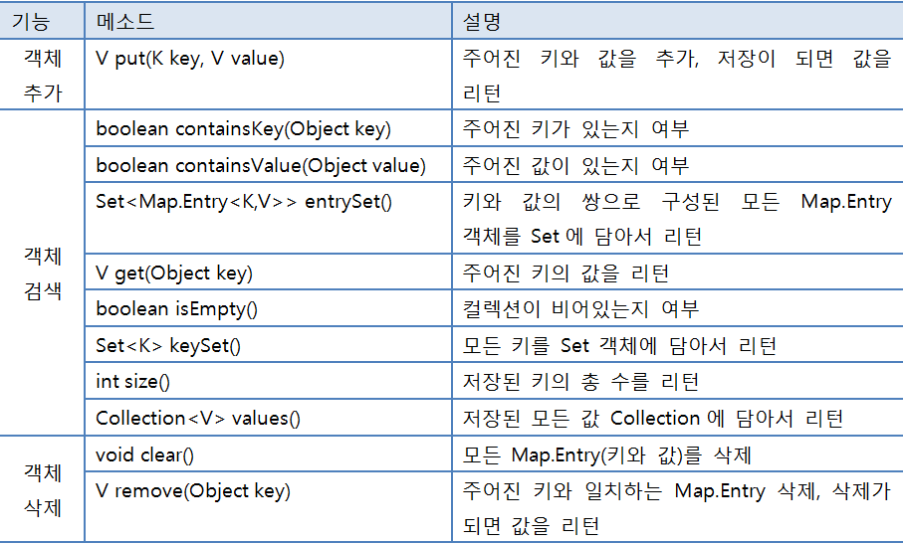 기능 메소드 설명
객체
추가
V put(K key, V value)
주어진 키와 값을 추가, 저장이 되면 값을
리턴
객체
검색
boolean containsKey(Object key) 주어진 키가 있는지 여부
boolean containsValue(Object value) 주어진 값이 있는지 여부
Set<Map.Entry<K,V>> entrySet() 키와 값의 쌍으로 구성된 모든 Map.Entry
객체를 Set 에 담아서 리턴
V get(Object key) 주어진 키의 값을 리턴
boolean isEmpty() 컬렉션이 비어있는지 여부
Set<K> keySet() 모든 키를 Set 객체에 담아서 리턴
int size() 저장된 키의 총 수를 리턴
Collection<V> values() 저장된 모든 값 Collection 에 담아서 리턴
객체
삭제
void clear() 모든 Map.Entry(키와 값)를 삭제
V remove(Object key) 주어진 키와 일치하는 Map.Entry 삭제, 삭제가
되면 값을 리턴